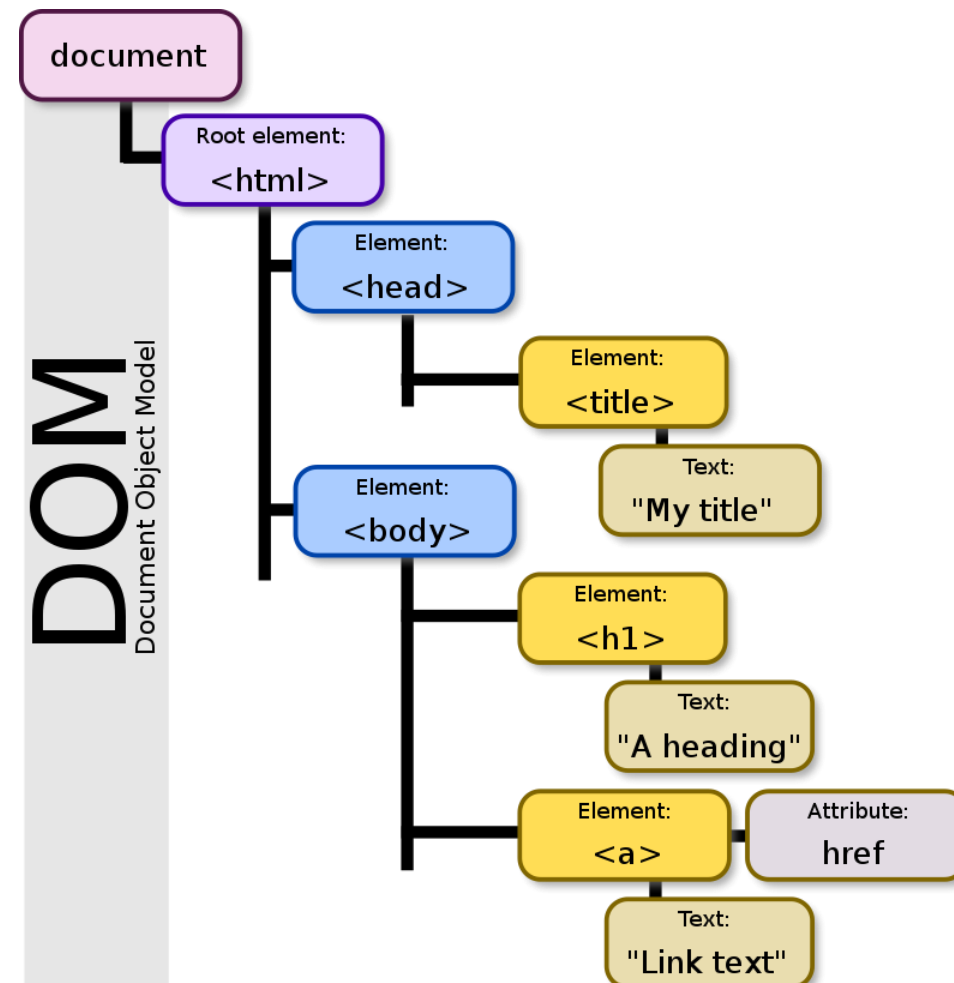 document
Root element:
<html>
Element:
<head>
Element:
<title>
Text:
"My title"
Element:
<body>
Element:
<h1>
Text:
"A heading"
Element:
<a>
Attribute:
href
Text:
"Link text"
DOM
Document Object Model